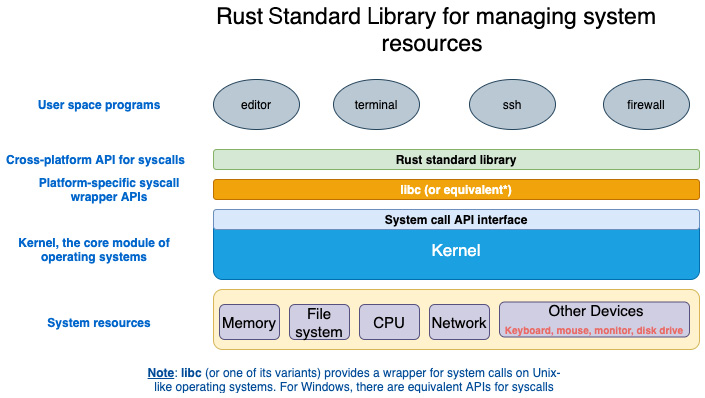 Rust Standard Library for managing system
resources
User space programs
editor
terminal
ssh
firewall
Cross-platform API for syscalls
Rust standard library
Platform-specific syscall
wrapper APIs
libc (or equivalent*)
System call API interface
Kernel, the core module of
operating systems
Kernel
System resources
Memory
File
system
CPU
Network
Other Devices
Keyboard, mouse, monitor, disk drive
Note: libc (or one of its variants) provides a wrapper for system calls on Unix-
like operating systems. For Windows, there are equivalent APIs for syscalls